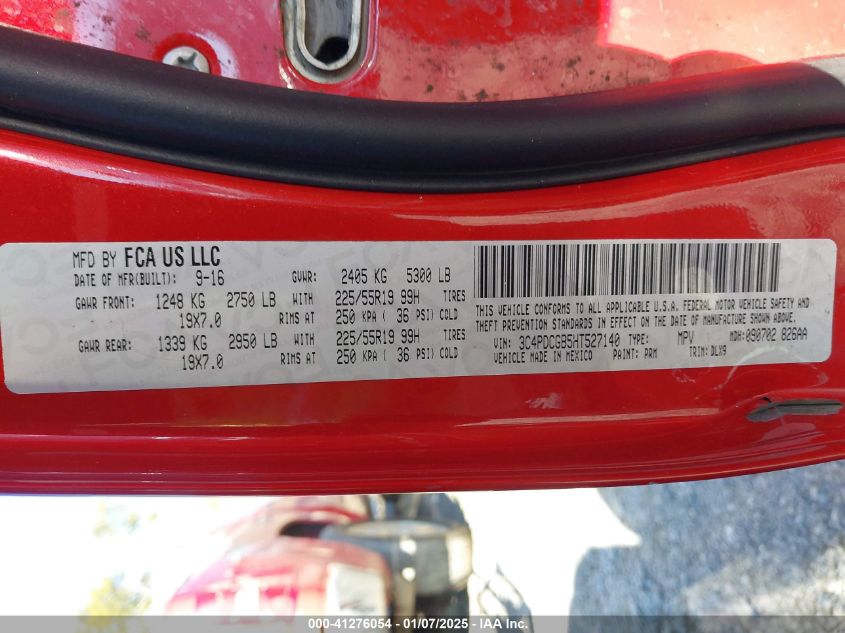 MFD BY FCA US LLC
DATE OF MFR(BUILT): 9-16 GVWR: 2405 KG 5300 LB
GAWR FRONT: 1248 KG 2750 LB WITH 225/55R19 99H TIRES
19X7.0 RIMS AT 250 KPA ( 36 PSI) COLD
GAWR REAR: 1339 KG 2950 LB WITH 225/55R19 99H TIRES
19X7.0 RIMS AT 250 KPA ( 36 PSI) COLD
THIS VEHICLE CONFORMS TO ALL APPLICABLE U.S.A. FEDERAL MOTOR VEHICLE SAFETY AND
THEFT PREVENTION STANDARDS IN EFFECT ON THE DATE OF MANUFACTURE SHOWN ABOVE.
VIN: 3C4PDCGB5HT527140 TYPE: MPV MDH: 090702 826AA
VEHICLE MADE IN MEXICO PAINT: PRM TRIM: DLX9
000-41276054 - 01/07/2025 - IAAI.COM